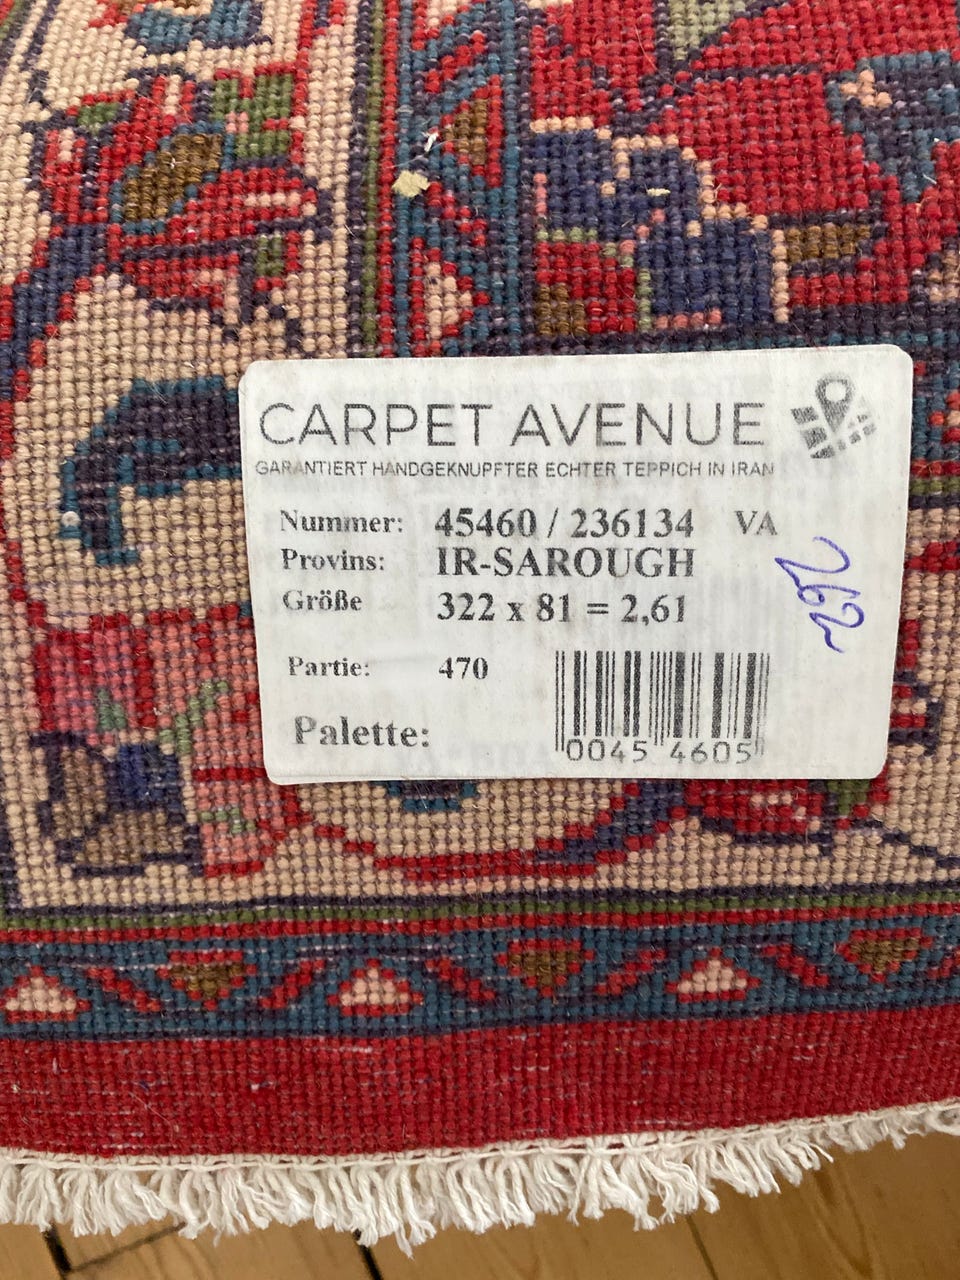 CARPET AVENUE
GARANTIERT HANDGEKNUPFTER ECHTER TEPPICH IN IRAN
Nummer: 45460 / 236134 VA
Provins: IR-SAROUGH
Größe 322 x 81 = 2,61
262
Partie: 470
Palette:
0045 4605